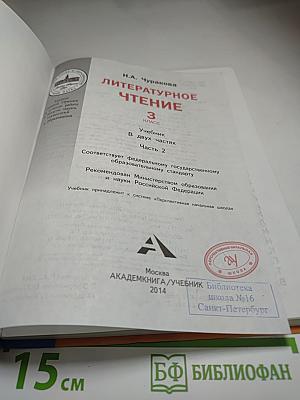 Н.А. Чуракова
ЛИТЕРАТУРНОЕ
ЧТЕНИЕ
3
КЛАСС
Учебник
В двух частях
Часть 2
Соответствует Федеральному государственному
образовательному стандарту
Рекомендован Министерством образования
и науки Российской Федерации
Учебник принадлежит к системе «Перспективная начальная школа»
Москва
АКАДЕМКНИГА/УЧЕБНИК
2014
Библиотека
школа №16
Санкт-Петербург
15 см
БФ БИБЛИОФАН